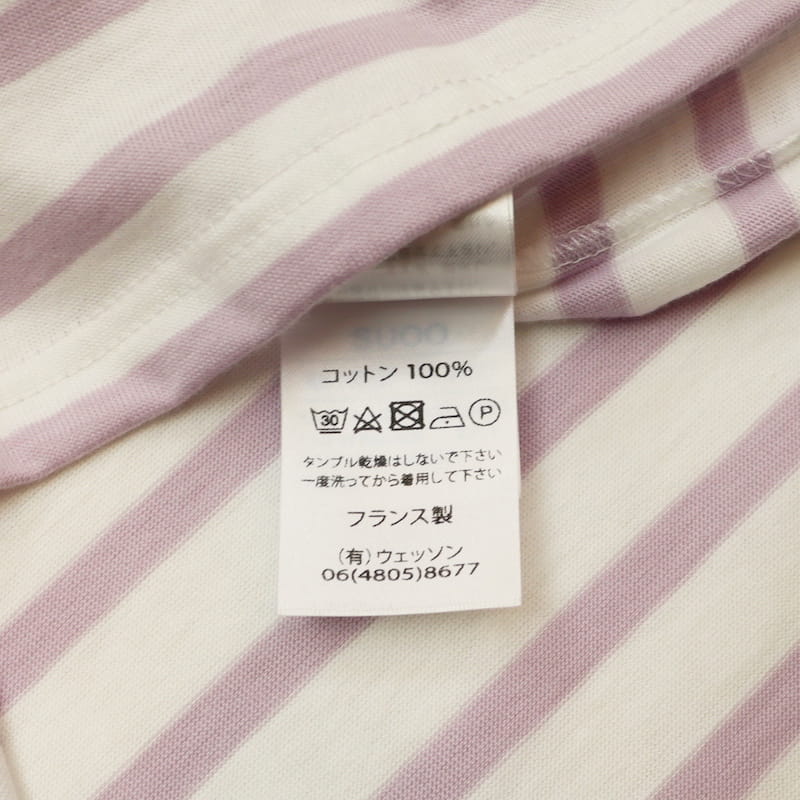 コットン 100%
30 P
タンブル乾燥はしないで下さい
一度洗ってから着用して下さい
フランス製
(有)ウェッソン
06(4805)8677